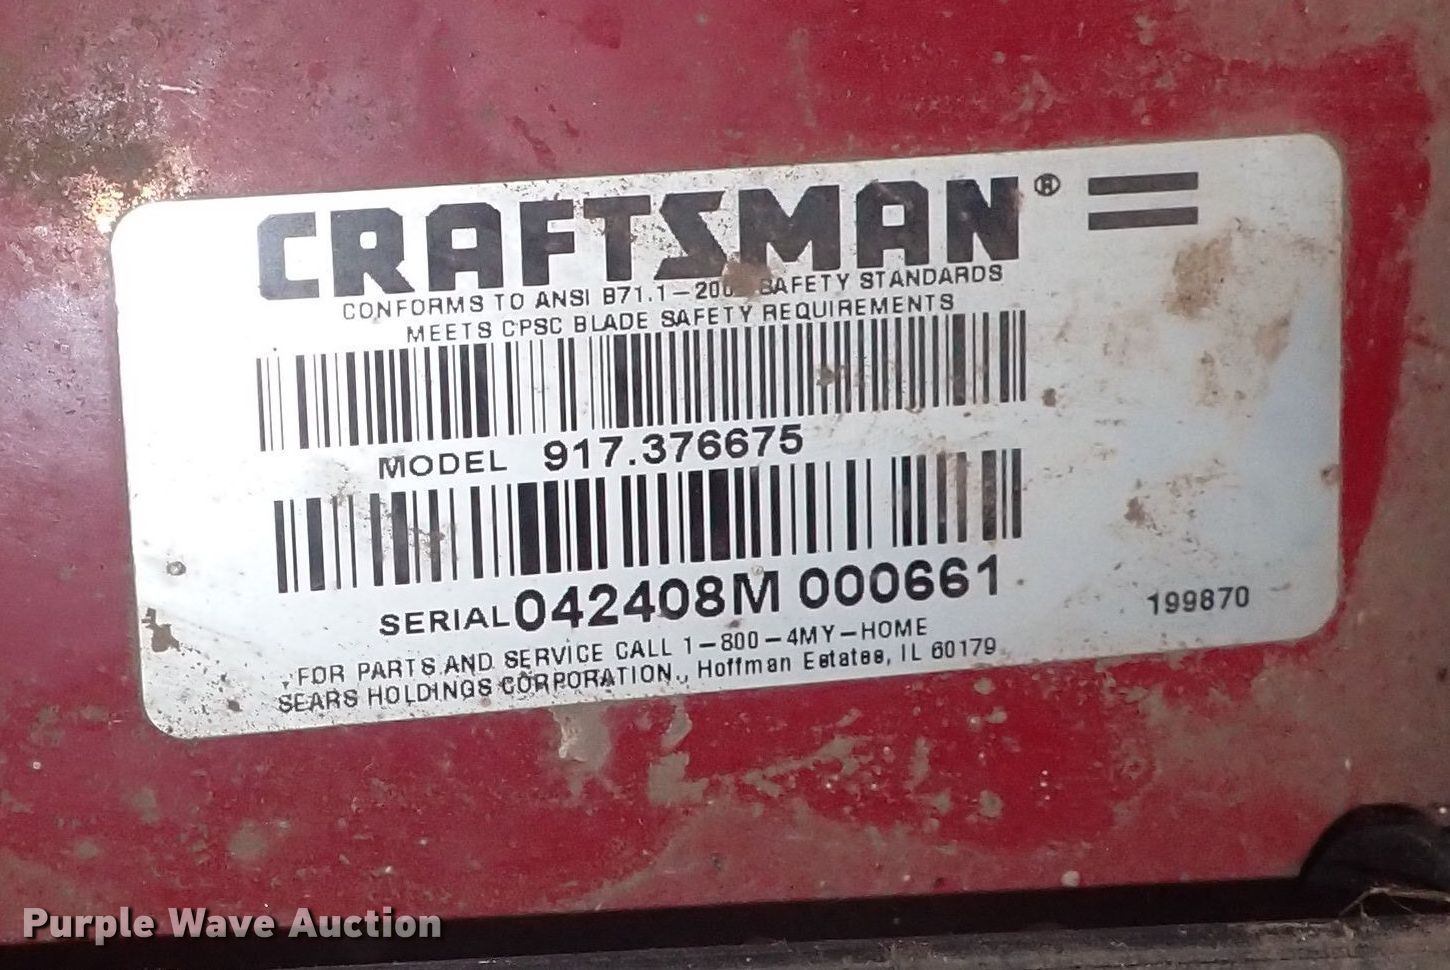 CRAFTSMAN®
CONFORMS TO ANSI B71.1-200 SAFETY STANDARDS
MEETS CPSC BLADE SAFETY REQUIREMENTS
MODEL 917.376675
SERIAL 042408M 000661
199870
FOR PARTS AND SERVICE CALL 1-800-4MY-HOME
SEARS HOLDINGS CORPORATION., Hoffman Estates, IL 60179
Purple Wave Auction